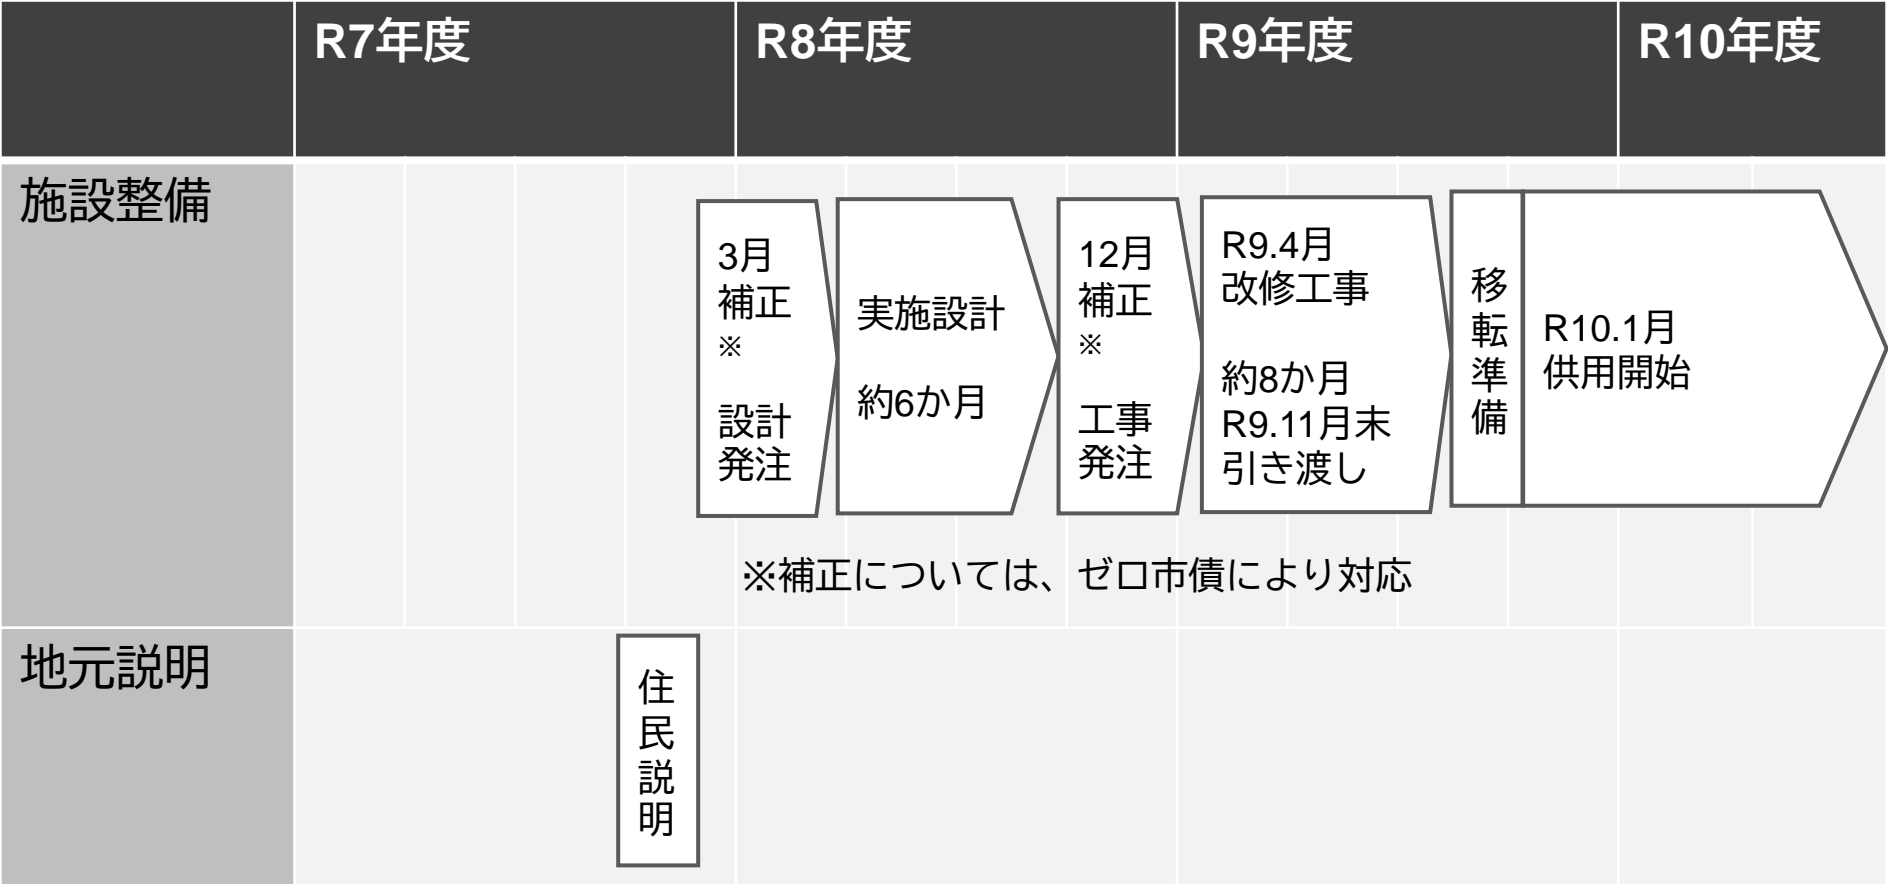 R7年度
R8年度
R9年度
R10年度
施設整備
3月
補正
※
設計
発注
実施設計
約6か月
12月
補正
※
工事
発注
R9.4月
改修工事
約8か月
R9.11月末
引き渡し
移転準備
R10.1月
供用開始
※補正については、ゼロ市債により対応
地元説明
住民説明